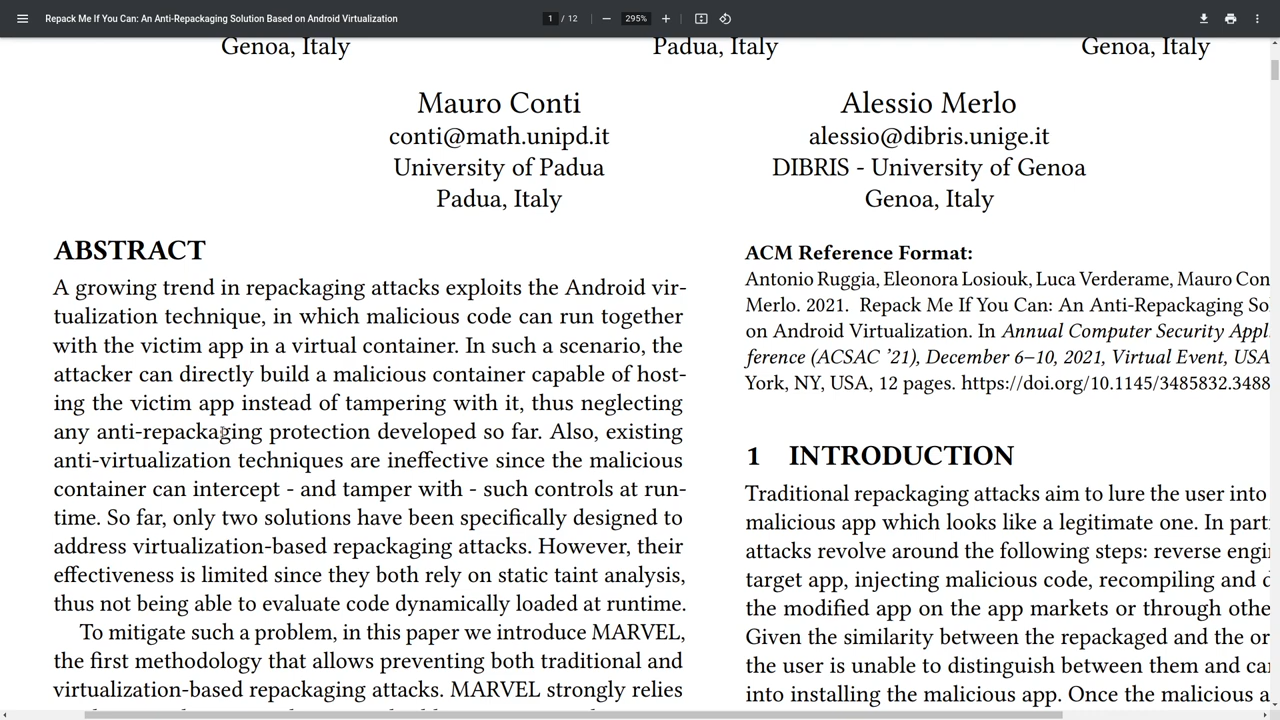 Repack Me If You Can: An Anti-Repackaging Solution Based on Android Virtualization
1 / 12
295%
Genoa, Italy
Padua, Italy
Genoa, Italy
Mauro Conti
conti@math.unipd.it
University of Padua
Padua, Italy
Alessio Merlo
alessio@dibris.unige.it
DIBRIS - University of Genoa
Genoa, Italy
ABSTRACT
A growing trend in repackaging attacks exploits the Android vir-
tualization technique, in which malicious code can run together
with the victim app in a virtual container. In such a scenario, the
attacker can directly build a malicious container capable of host-
ing the victim app instead of tampering with it, thus neglecting
any anti-repackaging protection developed so far. Also, existing
anti-virtualization techniques are ineffective since the malicious
container can intercept - and tamper with - such controls at run-
time. So far, only two solutions have been specifically designed to
address virtualization-based repackaging attacks. However, their
effectiveness is limited since they both rely on static taint analysis,
thus not being able to evaluate code dynamically loaded at runtime.
To mitigate such a problem, in this paper we introduce MARVEL,
the first methodology that allows preventing both traditional and
virtualization-based repackaging attacks. MARVEL strongly relies
ACM Reference Format:
Antonio Ruggia, Eleonora Losiouk, Luca Verderame, Mauro Con
Merlo. 2021. Repack Me If You Can: An Anti-Repackaging So
on Android Virtualization. In Annual Computer Security Appl
ference (ACSAC ’21), December 6–10, 2021, Virtual Event, USA
York, NY, USA, 12 pages. https://doi.org/10.1145/3485832.3488
1 INTRODUCTION
Traditional repackaging attacks aim to lure the user into
malicious app which looks like a legitimate one. In parti
attacks revolve around the following steps: reverse engi
target app, injecting malicious code, recompiling and d
the modified app on the app markets or through othe
Given the similarity between the repackaged and the or
the user is unable to distinguish between them and ca
into installing the malicious app. Once the malicious a